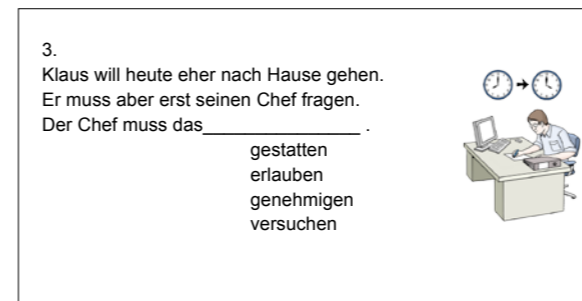 3.
Klaus will heute eher nach Hause gehen.
Er muss aber erst seinen Chef fragen.
Der Chef muss das________________ .
gestatten
erlauben
genehmigen
versuchen